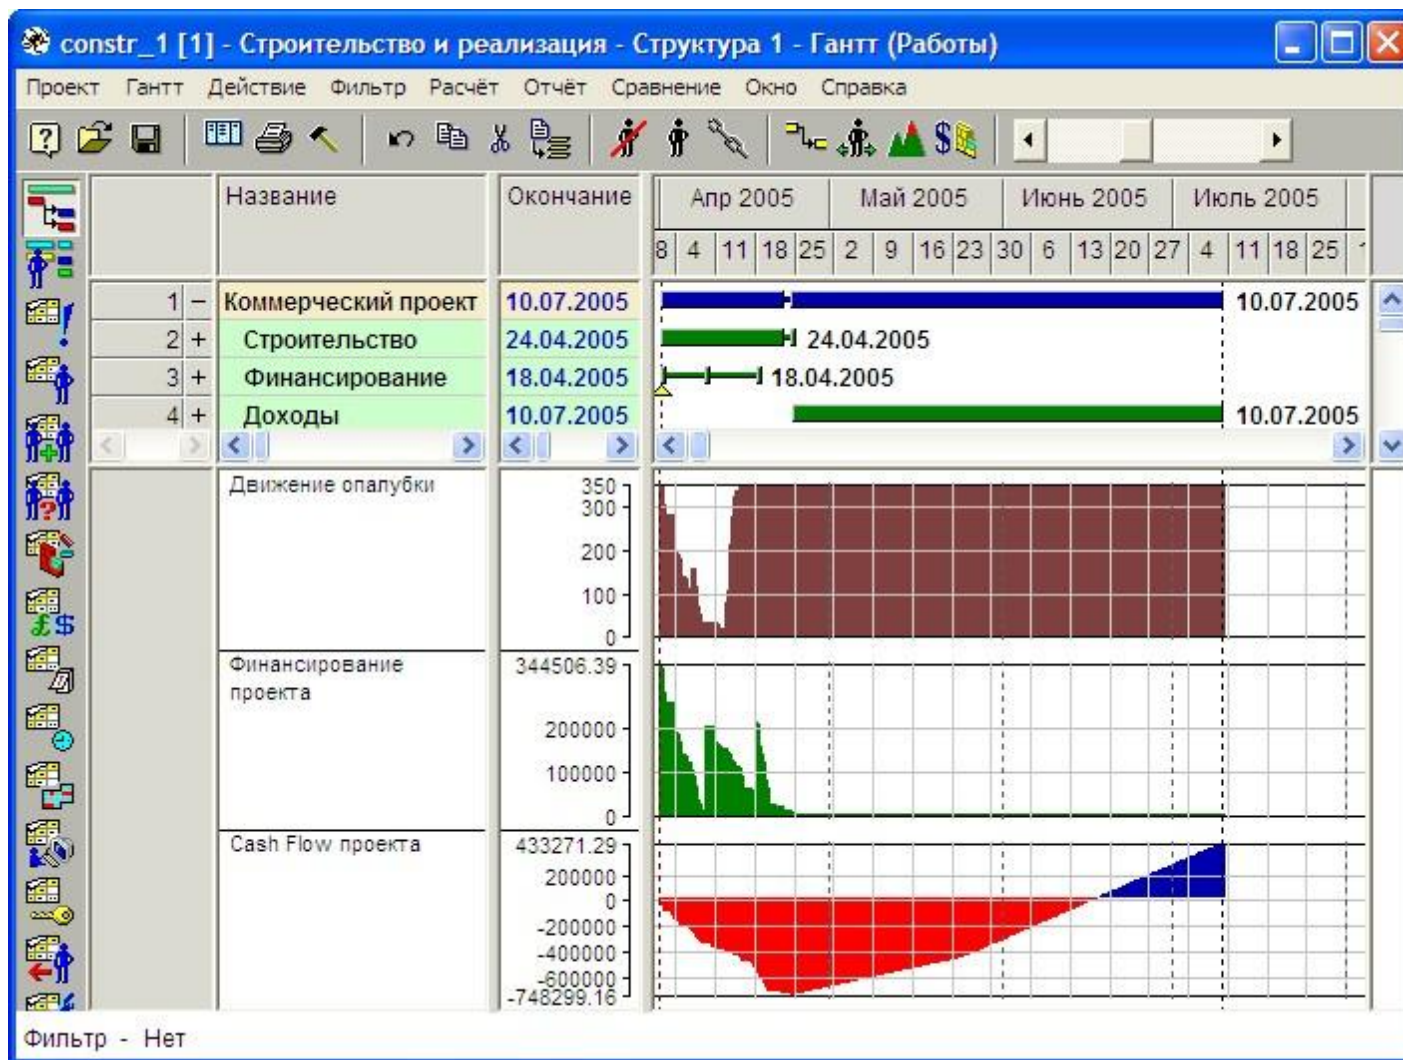 constr_1 [1] - Строительство и реализация - Структура 1 - Гантт (Работы)
Проект Гантт Действие Фильтр Расчёт Отчёт Сравнение Окно Справка
Название Окончание Апр 2005 Май 2005 Июнь 2005 Июль 2005
8 4 11 18 25 2 9 16 23 30 6 13 20 27 4 11 18 25 1
1 − Коммерческий проект 10.07.2005 10.07.2005
2 + Строительство 24.04.2005 24.04.2005
3 + Финансирование 18.04.2005 18.04.2005
4 + Доходы 10.07.2005 10.07.2005
Движение опалубки 350
300
200
100
0
Финансирование 344506.39
проекта
200000
100000
0
Cash Flow проекта 433271.29
200000
0
-200000
-400000
-600000
-748299.16
Фильтр - Нет